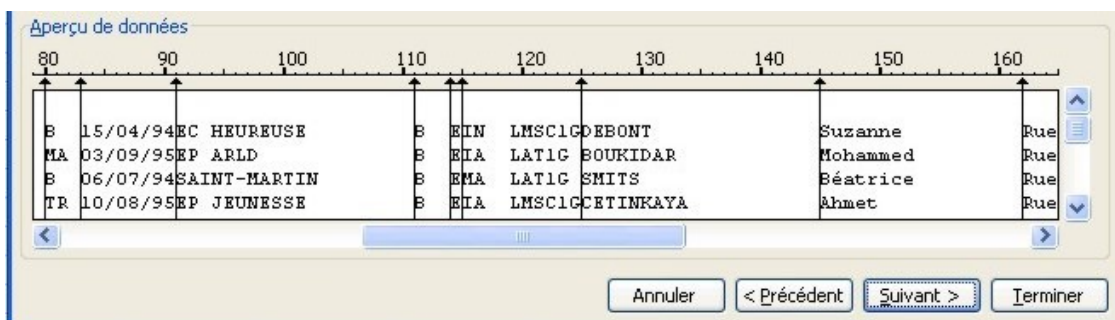 Aperçu de données
80 90 100 110 120 130 140 150 160
B 15/04/94EC HEUREUSE B EIN LMSC1GDEBONT Suzanne Rue
MA 03/09/95EP ARLD B EIA LAT1G BOUKIDAR Mohammed Rue
B 06/07/94SAINT-MARTIN B EMA LAT1G SMITS Béatrice Rue
TR 10/08/95EP JEUNESSE B EIA LMSC1GCETINKAYA Ahmet Rue
Annuler < Précédent Suivant > Terminer